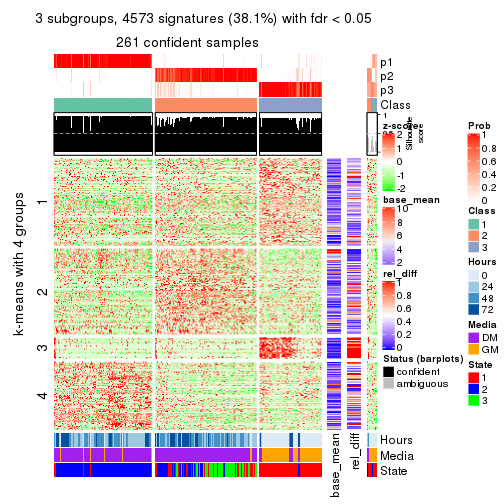 3 subgroups, 4573 signatures (38.1%) with fdr < 0.05
261 confident samples
p1
p2
p3
Class
1
Silhouette
score
z-score
2
1
0
-1
-2
base_mean
10
8
6
4
2
rel_diff
1
0.8
0.6
0.4
0.2
0
Status (barplots)
confident
ambiguous
Prob
1
0.8
0.6
0.4
0.2
0
Class
1
2
3
Hours
0
24
48
72
Media
DM
GM
State
1
2
3
k-means with 4 groups
1
2
3
4
Hours
Media
State
base_mean
rel_diff